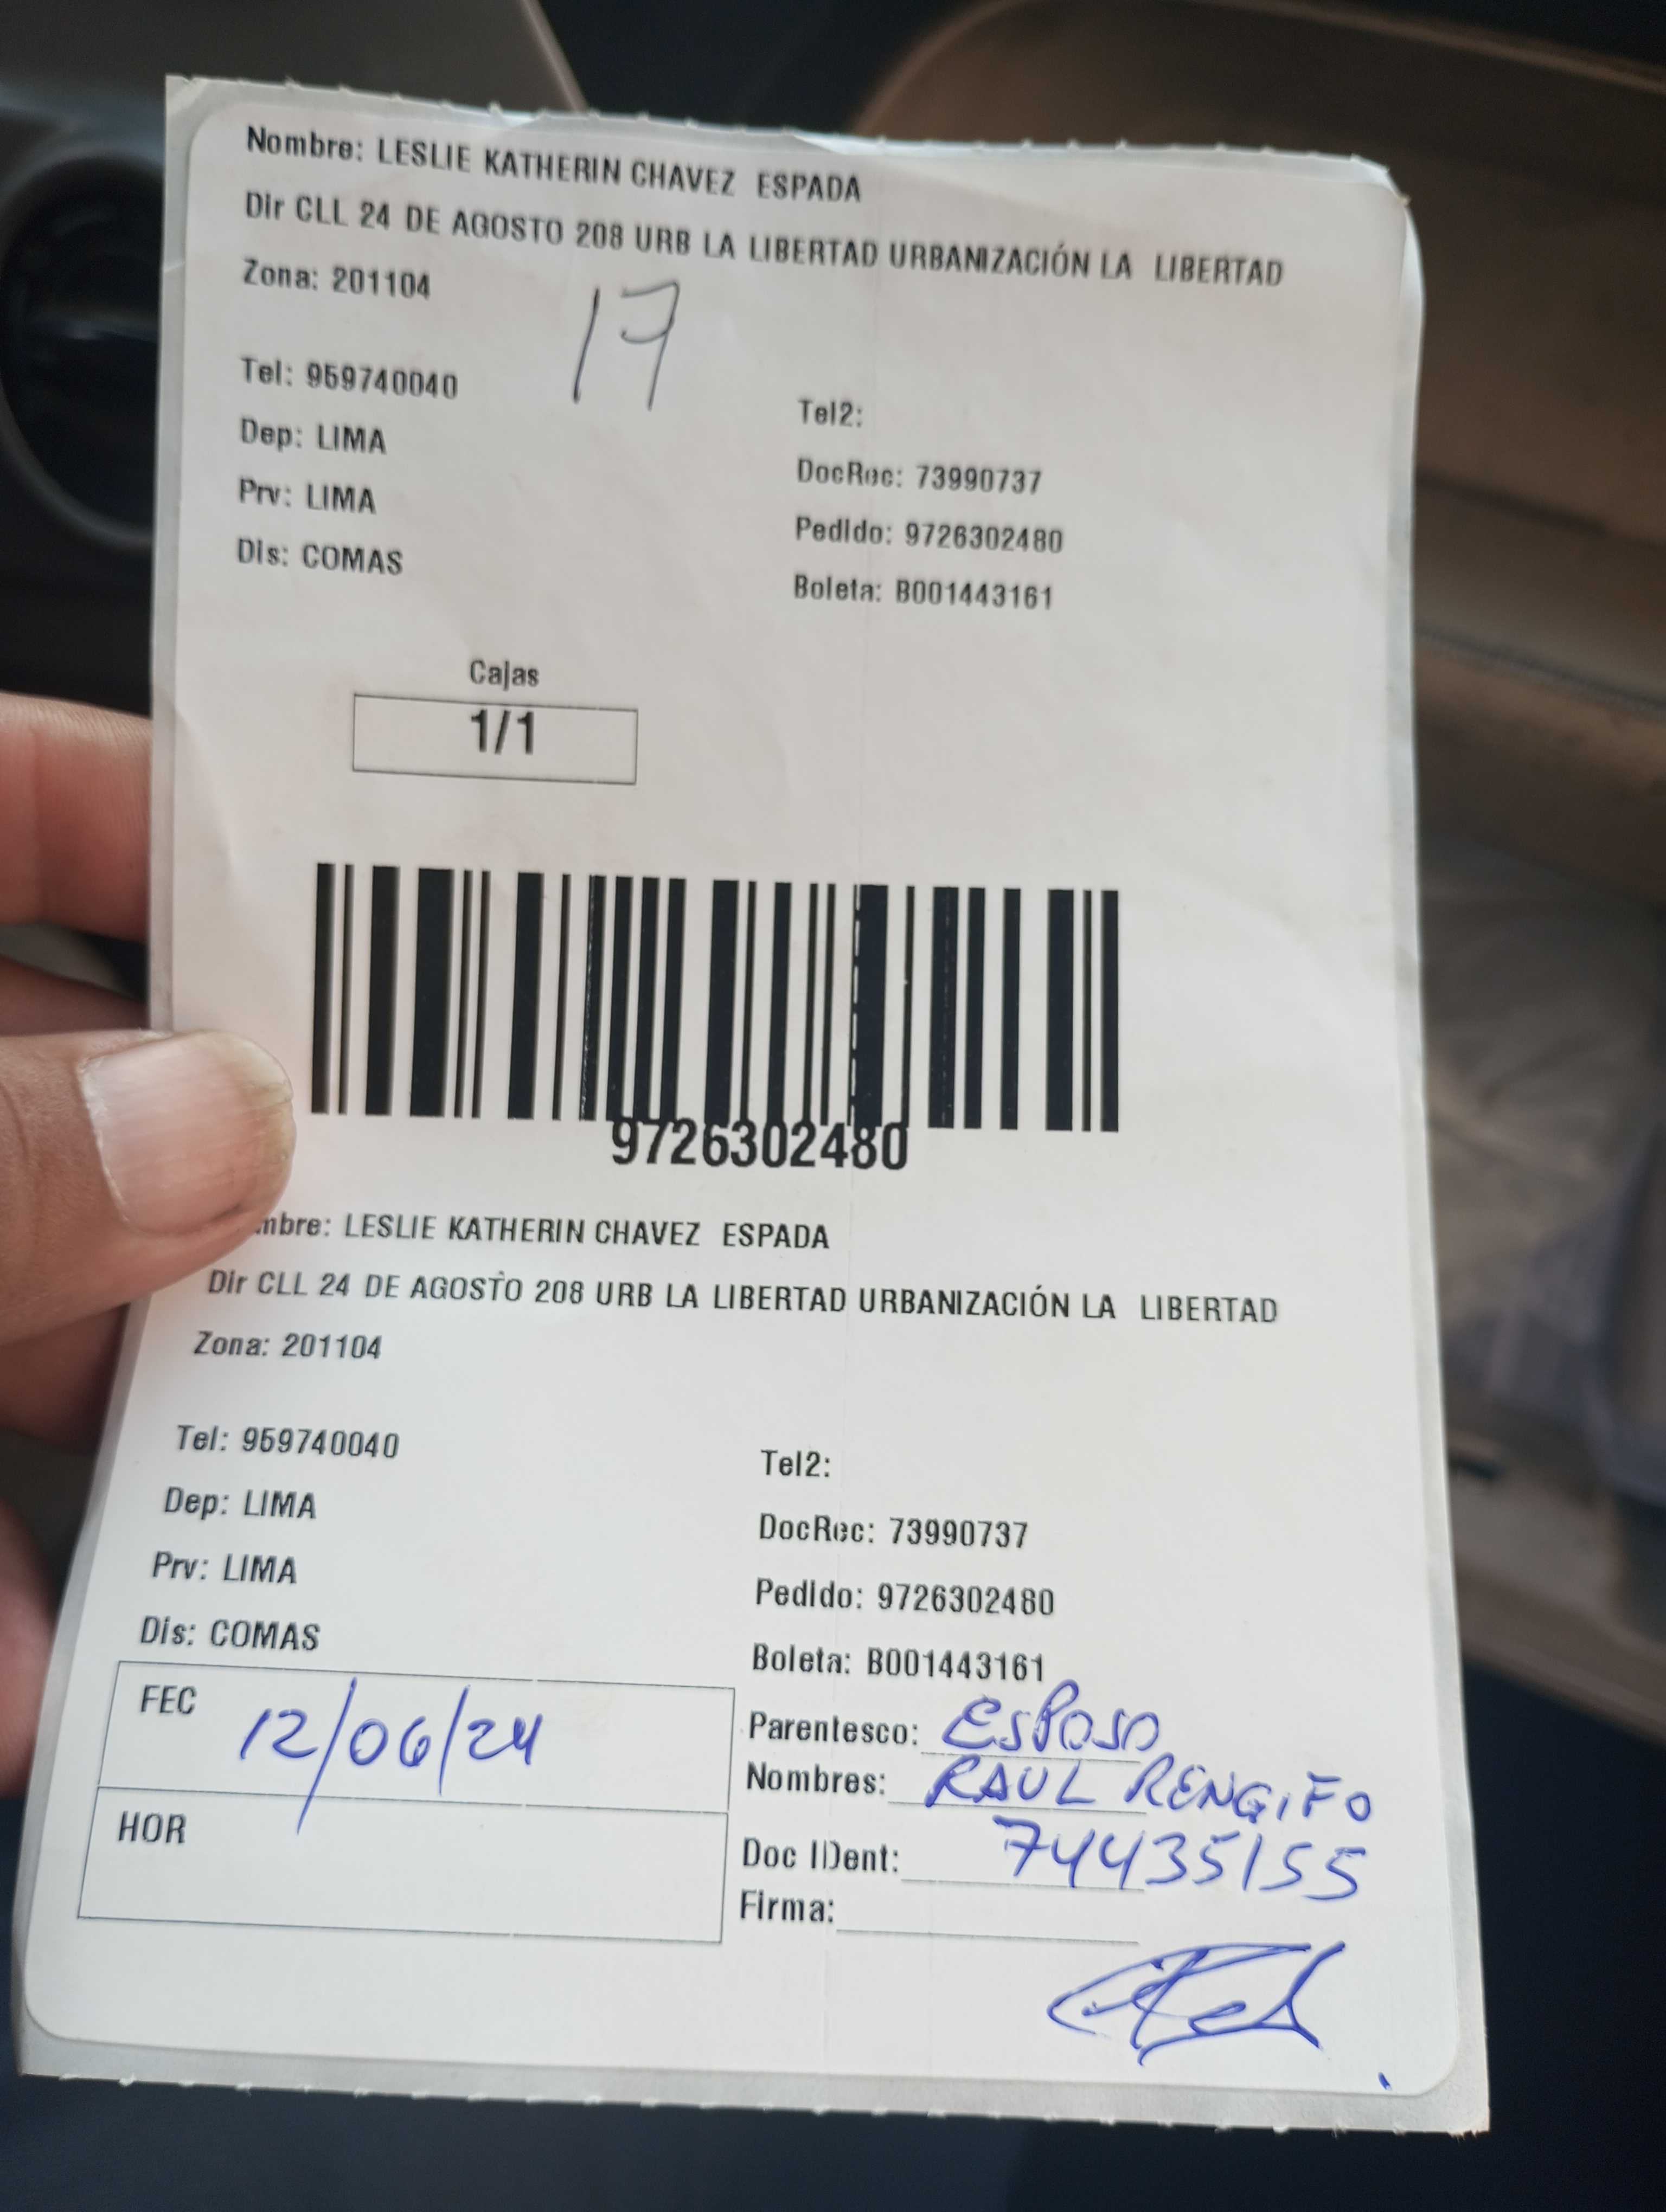 Nombre: LESLIE KATHERIN CHAVEZ ESPADA
Dir CLL 24 DE AGOSTO 208 URB LA LIBERTAD URBANIZACIÓN LA LIBERTAD
Zona: 201104
17
Tel: 959740040
Tel2:
Dep: LIMA
DocRec: 73990737
Prv: LIMA
Pedido: 9726302480
Dis: COMAS
Boleta: B001443161
Cajas
1/1
9726302480
mbre: LESLIE KATHERIN CHAVEZ ESPADA
Dir CLL 24 DE AGOSTO 208 URB LA LIBERTAD URBANIZACIÓN LA LIBERTAD
Zona: 201104
Tel: 959740040
Tel2:
Dep: LIMA
DocRec: 73990737
Prv: LIMA
Pedido: 9726302480
Dis: COMAS
Boleta: B001443161
FEC 12/06/24
Parentesco: ESPOSO
Nombres: RAUL RENGIFO
HOR
Doc IDent: 74435155
Firma: